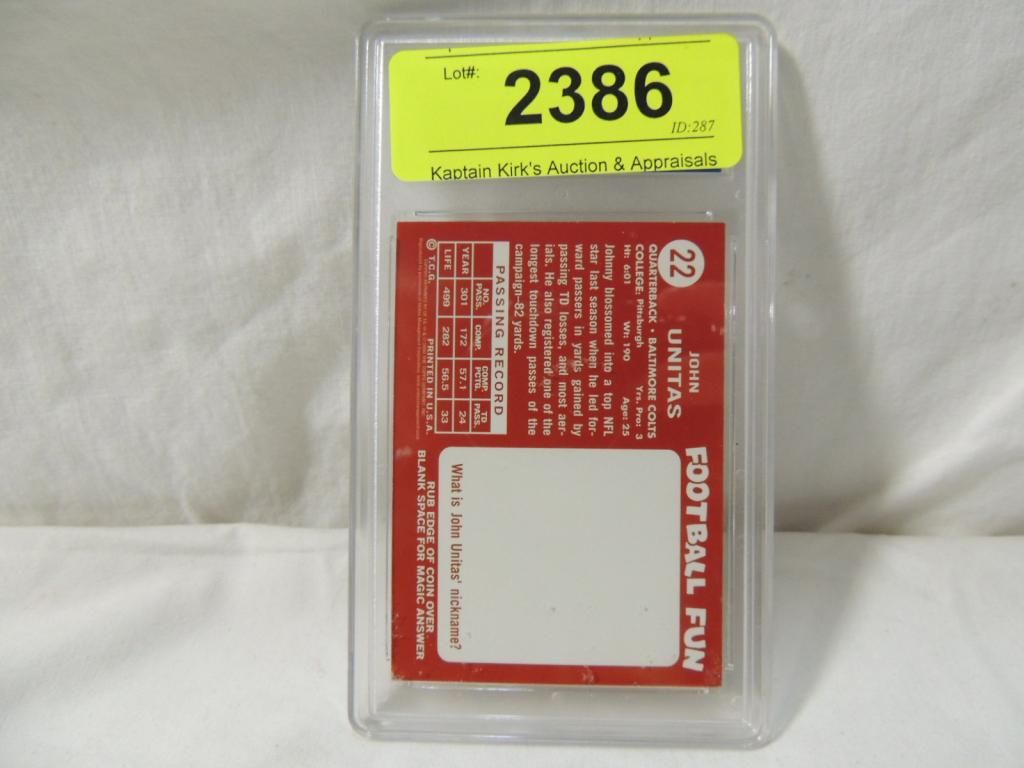 Lot#:
2386
ID:287
Kaptain Kirk's Auction & Appraisals
22
JOHN
UNITAS
QUARTERBACK • BALTIMORE COLTS
COLLEGE: Pittsburgh Yrs. Pro: 3
Ht: 6:01 Wt: 190 Age: 25
Johnny blossomed into a top NFL
star last season when he led for-
ward passers in yards gained by
passing TD losses, and most aer-
ials. He also registered one of the
longest touchdown passes of the
campaign—82 yards.
PASSING RECORD
NO. PASS. COMP. COMP. PCTG. TD PASS.
YEAR 301 172 57.1 24
LIFE 499 282 56.5 33
© T.C.G. PRINTED IN U.S.A.
FOOTBALL FUN
What is John Unitas' nickname?
RUB EDGE OF COIN OVER
BLANK SPACE FOR MAGIC ANSWER